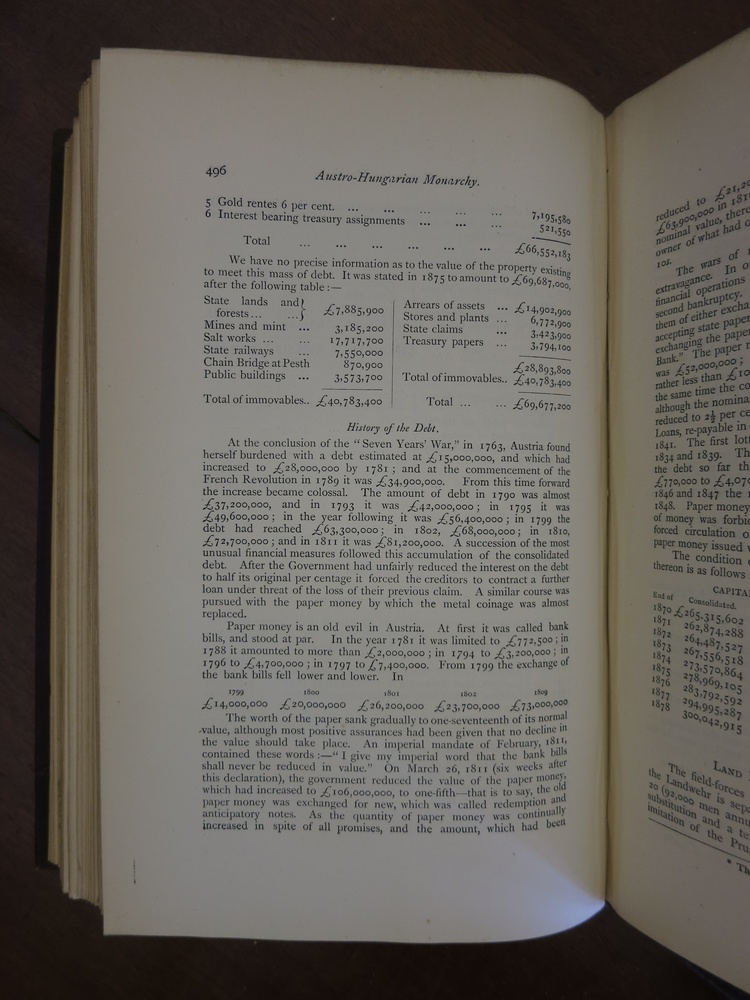 496
Austro-Hungarian Monarchy.
5 Gold rentes 6 per cent. ... ... ... ... ... 7,195,580
6 Interest bearing treasury assignments ... ... ... 521,550
Total ... ... ... ... ... ... £66,552,183
We have no precise information as to the value of the property existing
to meet this mass of debt. It was stated in 1875 to amount to £69,687,000,
after the following table :—
State lands and}
forests... ...} £7,885,900
Mines and mint ... 3,185,200
Salt works ... ... 17,717,700
State railways 7,550,000
Chain Bridge at Pesth 870,900
Public buildings ... 3,573,700
Total of immovables.. £40,783,400
Arrears of assets ... £14,902,900
Stores and plants ... 6,772,900
State claims ... 3,423,900
Treasury papers ... 3,794,100
£28,893,800
Total of immovables.. £40,783,400
Total ... ... £69,677,200
History of the Debt.
At the conclusion of the “ Seven Years’ War,” in 1763, Austria found
herself burdened with a debt estimated at £15,000,000, and which had
increased to £28,000,000 by 1781 ; and at the commencement of the
French Revolution in 1789 it was £34,900,000. From this time forward
the increase became colossal. The amount of debt in 1790 was almost
£37,200,000, and in 1793 it was £42,000,000 ; in 1795 it was
£49,600,000 ; in the year following it was £56,400,000 ; in 1799 the
debt had reached £63,300,000 ; in 1802, £68,000,000 ; in 1810,
£72,700,000 ; and in 1811 it was £81,200,000. A succession of the most
unusual financial measures followed this accumulation of the consolidated
debt. After the Government had unfairly reduced the interest on the debt
to half its original per centage it forced the creditors to contract a further
loan under threat of the loss of their previous claim. A similar course was
pursued with the paper money by which the metal coinage was almost
replaced.
Paper money is an old evil in Austria. At first it was called bank
bills, and stood at par. In the year 1781 it was limited to £772,500 ; in
1788 it amounted to more than £2,000,000 ; in 1794 to £3,200,000 ; in
1796 to £4,700,000 ; in 1797 to £7,400,000. From 1799 the exchange of
the bank bills fell lower and lower. In
1799 1800 1801 1802 1809
£14,000,000 £20,000,000 £26,200,000 £23,700,000 £73,000,000
The worth of the paper sank gradually to one-seventeenth of its normal
value, although most positive assurances had been given that no decline in
the value should take place. An imperial mandate of February, 1811,
contained these words :—“ I give my imperial word that the bank bills
shall never be reduced in value.” On March 26, 1811 (six weeks after
this declaration), the government reduced the value of the paper money,
which had increased to £106,000,000, to one-fifth—that is to say, the old
paper money was exchanged for new, which was called redemption and
anticipatory notes. As the quantity of paper money was continually
increased in spite of all promises, and the amount, which had been
reduced to £21,20
£63,900,000 in 181
nominal value, there
owner of what had
10s.
The wars of
extravagance. In
financial operations
second bankruptcy.
them of either excha
accepting state paper
exchanging the paper
Bank.” The paper
was £52,000,000 ;
rather less than £10
the same time the co
although the nomina
reduced to 2½ per ce
Loans, re-payable in
1841. The first lott
1834 and 1839. Th
the debt so far th
£770,000 to £4,070
1846 and 1847 the
1848. Paper money
of money was forbid
forced circulation o
paper money issued
The condition
thereon is as follows
CAPITA
End of Consolidated.
1870 £265,315,602
1871 262,874,288
1872 264,487,527
1873 267,556,518
1874 273,570,864
1875 278,969,105
1876 283,792,592
1877 294,995,287
1878 300,042,915
LAND
The field-forces
the Landwehr is sepa
20 (92,000 men annu
substitution and a te
imitation of the Pru
* Th